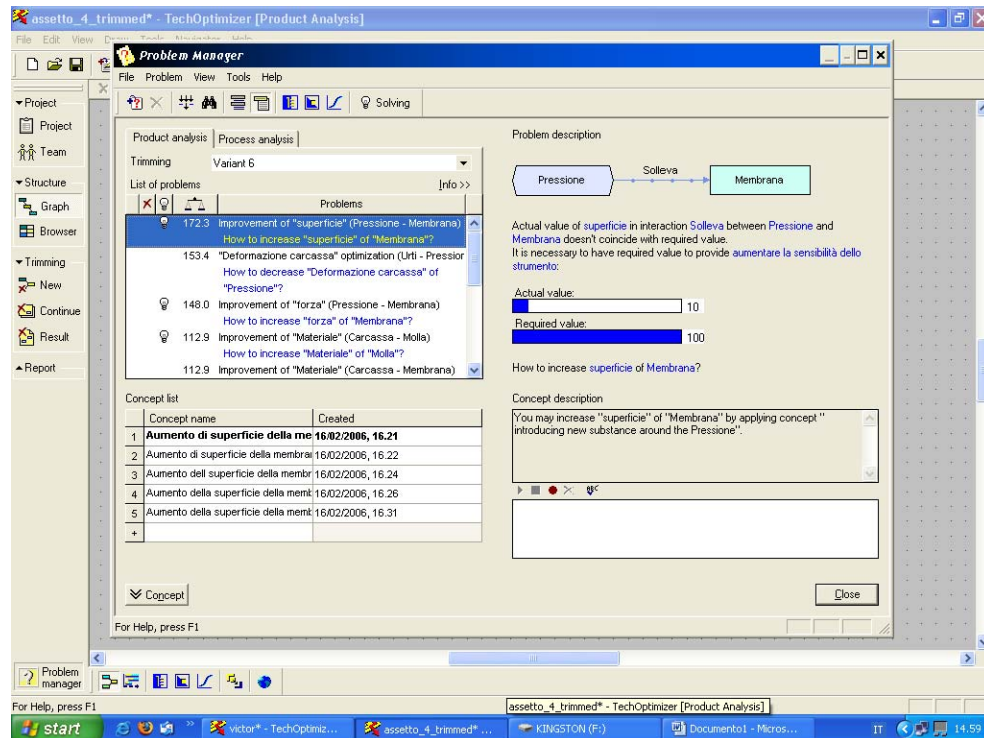 assetto_4_trimmed* - TechOptimizer [Product Analysis]
File Edit View Draw Tools Navigator Help
Problem Manager
File Problem View Tools Help
Solving
Project
Project
Team
Structure
Graph
Browser
Trimming
New
Continue
Result
Report
Product analysis
Process analysis
Trimming
Variant 6
List of problems
Info >>
Problems
172.3 Improvement of "superficie" (Pressione - Membrana)
How to increase "superficie" of "Membrana"?
153.4 "Deformazione carcassa" optimization (Urti - Pression
How to decrease "Deformazione carcassa" of
"Pressione"?
148.0 Improvement of "forza" (Pressione - Membrana)
How to increase "forza" of "Membrana"?
112.9 Improvement of "Materiale" (Carcassa - Molla)
How to increase "Materiale" of "Molla"?
112.9 Improvement of "Materiale" (Carcassa - Membrana)
Concept list
Concept name Created
1 Aumento di superficie della me 16/02/2006, 16.21
2 Aumento di superficie della membrai 16/02/2006, 16.22
3 Aumento dell superficie della membr 16/02/2006, 16.24
4 Aumento della superficie della memb 16/02/2006, 16.26
5 Aumento della superficie della memb 16/02/2006, 16.31
+
Concept
Problem description
Pressione
Solleva
Membrana
Actual value of superficie in interaction Solleva between Pressione and
Membrana doesn't coincide with required value.
It is necessary to have required value to provide aumentare la sensibilità dello
strumento:
Actual value:
10
Required value:
100
How to increase superficie of Membrana?
Concept description
You may increase "superficie" of "Membrana" by applying concept "
introducing new substance around the Pressione".
Close
For Help, press F1
Problem
manager
For Help, press F1
assetto_4_trimmed* - TechOptimizer [Product Analysis]
start
victor* - TechOptimiz...
assetto_4_trimmed* ...
KINGSTON (F:)
Documento1 - Micros...
IT
14.59